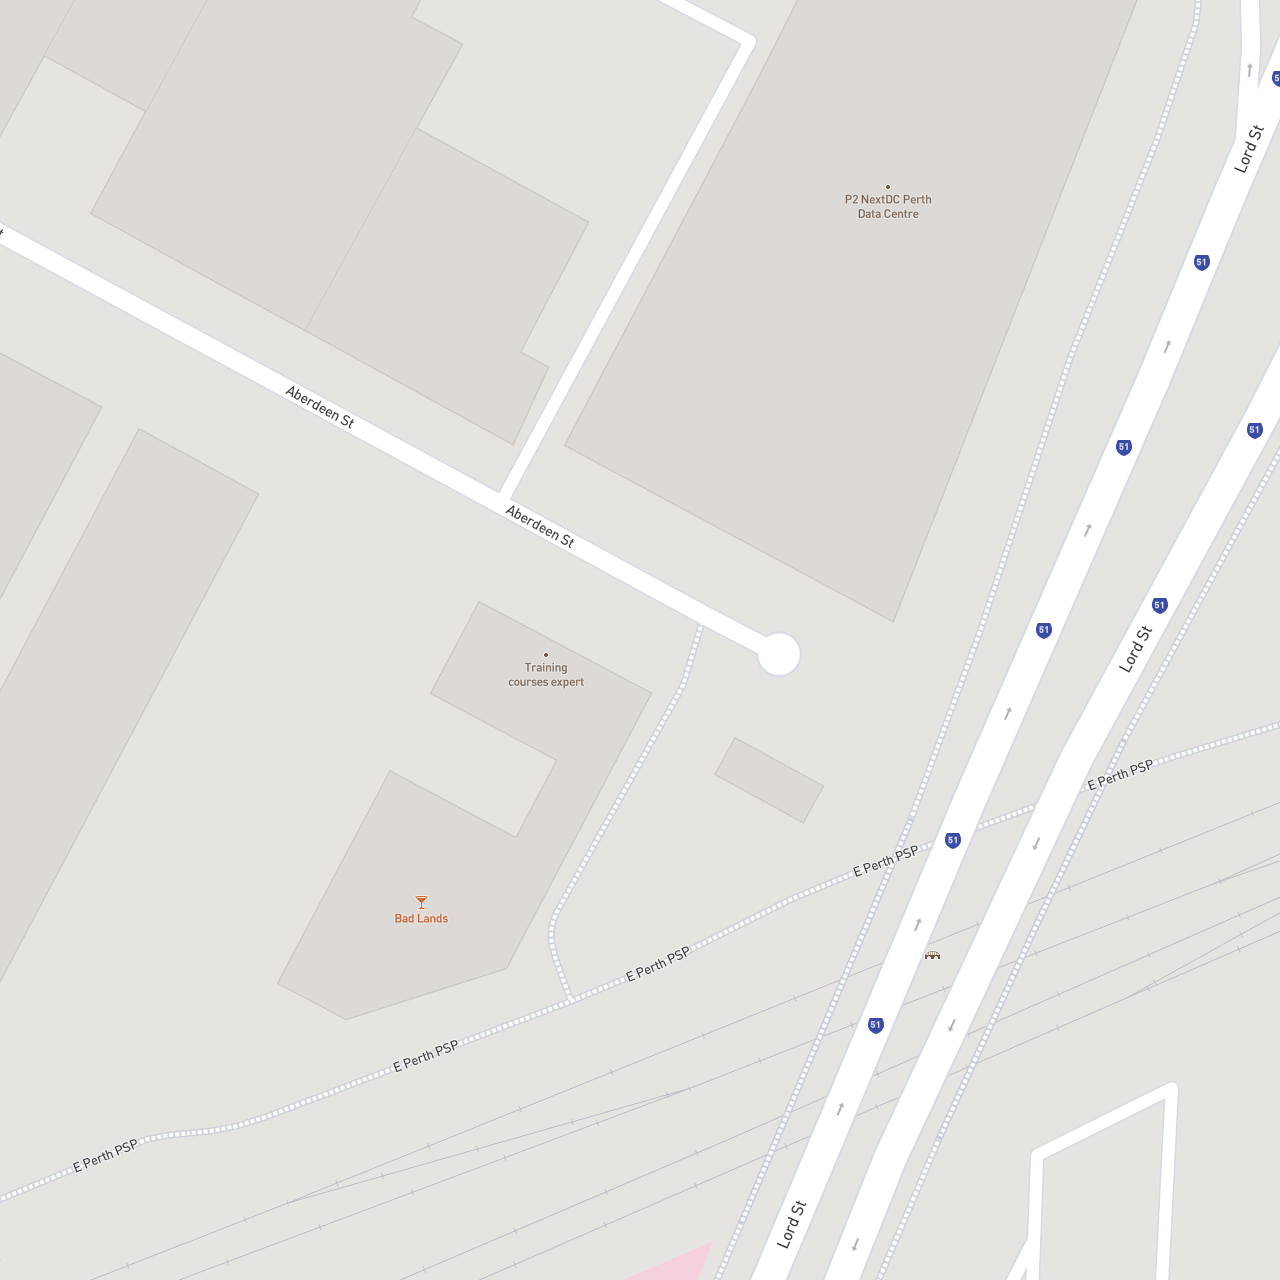 51
Lord St
P2 NextDC Perth
Data Centre
51
Aberdeen St
51
51
Aberdeen St
51
51
Lord St
Training
courses expert
E Perth PSP
51
E Perth PSP
Bad Lands
E Perth PSP
51
E Perth PSP
E Perth PSP
Lord St